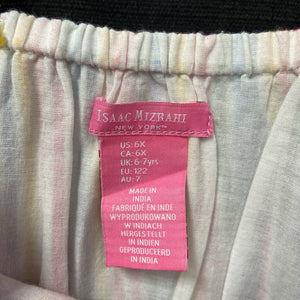 ISAAC MIZRAHI
NEW YORK™
US: 6X
CA: 6X
UK: 6-7yrs
EU: 122
AU: 7
MADE IN
INDIA
FABRIQUÉ EN INDE
WYPRODUKOWANO
W INDIACH
HERGESTELLT
IN INDIEN
GEPRODUCEERD
IN INDIA